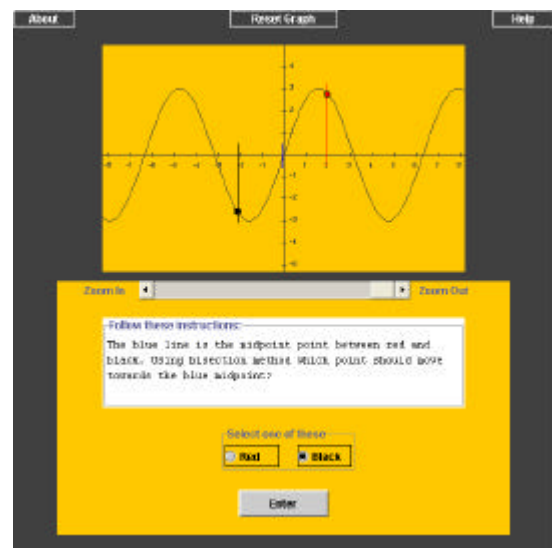 About Reset Graph Help
Zoom In Zoom Out
Follow these instructions:
The blue line is the midpoint point between red and
black. Using bisection method which point should move
towards the blue midpoint?
Select one of these
Red Black
Enter